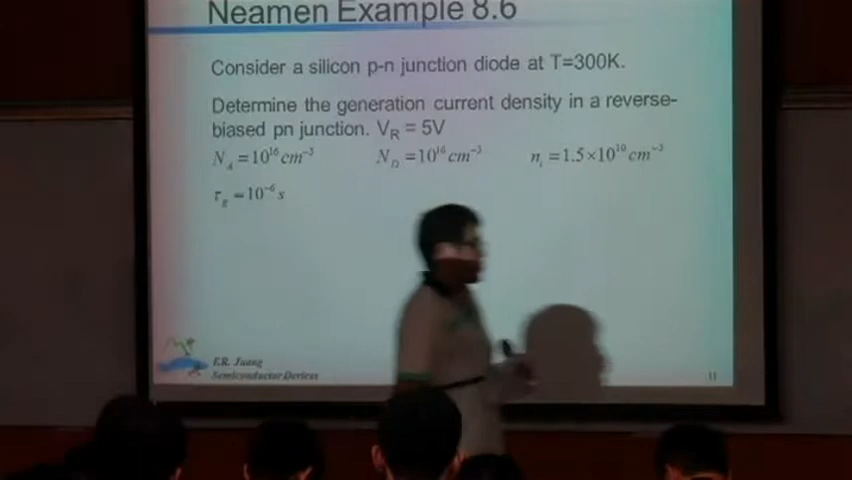 Neamen Example 8.6
Consider a silicon p-n junction diode at T=300K.
Determine the generation current density in a reverse-
biased pn junction. V_R = 5V
N_A = 10^16 cm^-3 N_D = 10^16 cm^-3 n_i = 1.5×10^10 cm^-3
τ_g = 10^-6 s
F.R. Juang
Semiconductor Devices
11